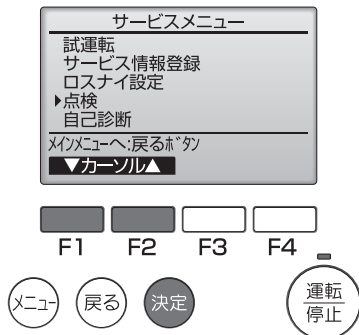 サービスメニュー
試運転
サービス情報登録
ロスナイ設定
▶点検
自己診断
メインメニューへ:戻るボタン
▼カーソル▲
F1 F2 F3 F4
メニュー 戻る 決定 運転
停止